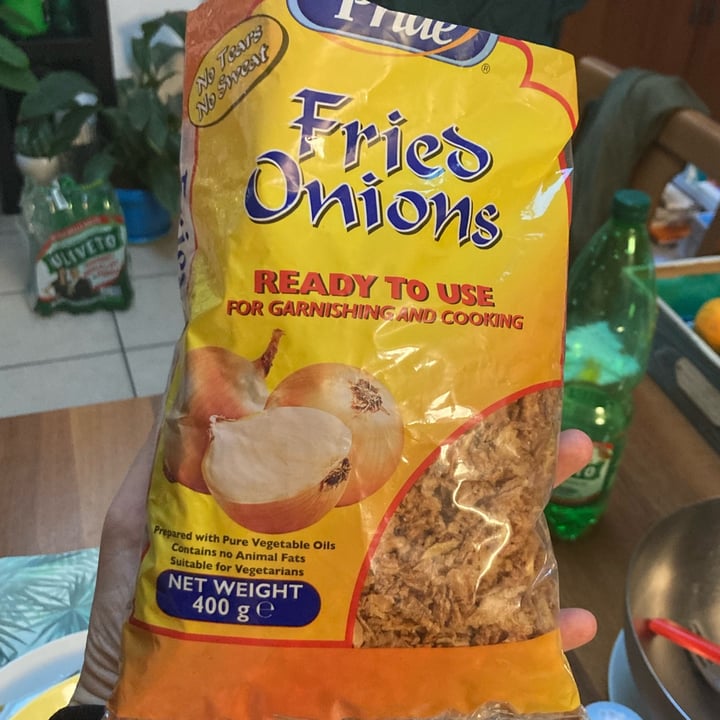 Pride
®
No Tears
No Sweat
Fried
Onions
READY TO USE
FOR GARNISHING AND COOKING
Prepared with Pure Vegetable Oils
Contains no Animal Fats
Suitable for Vegetarians
NET WEIGHT
400 g ℮
ULIVETO